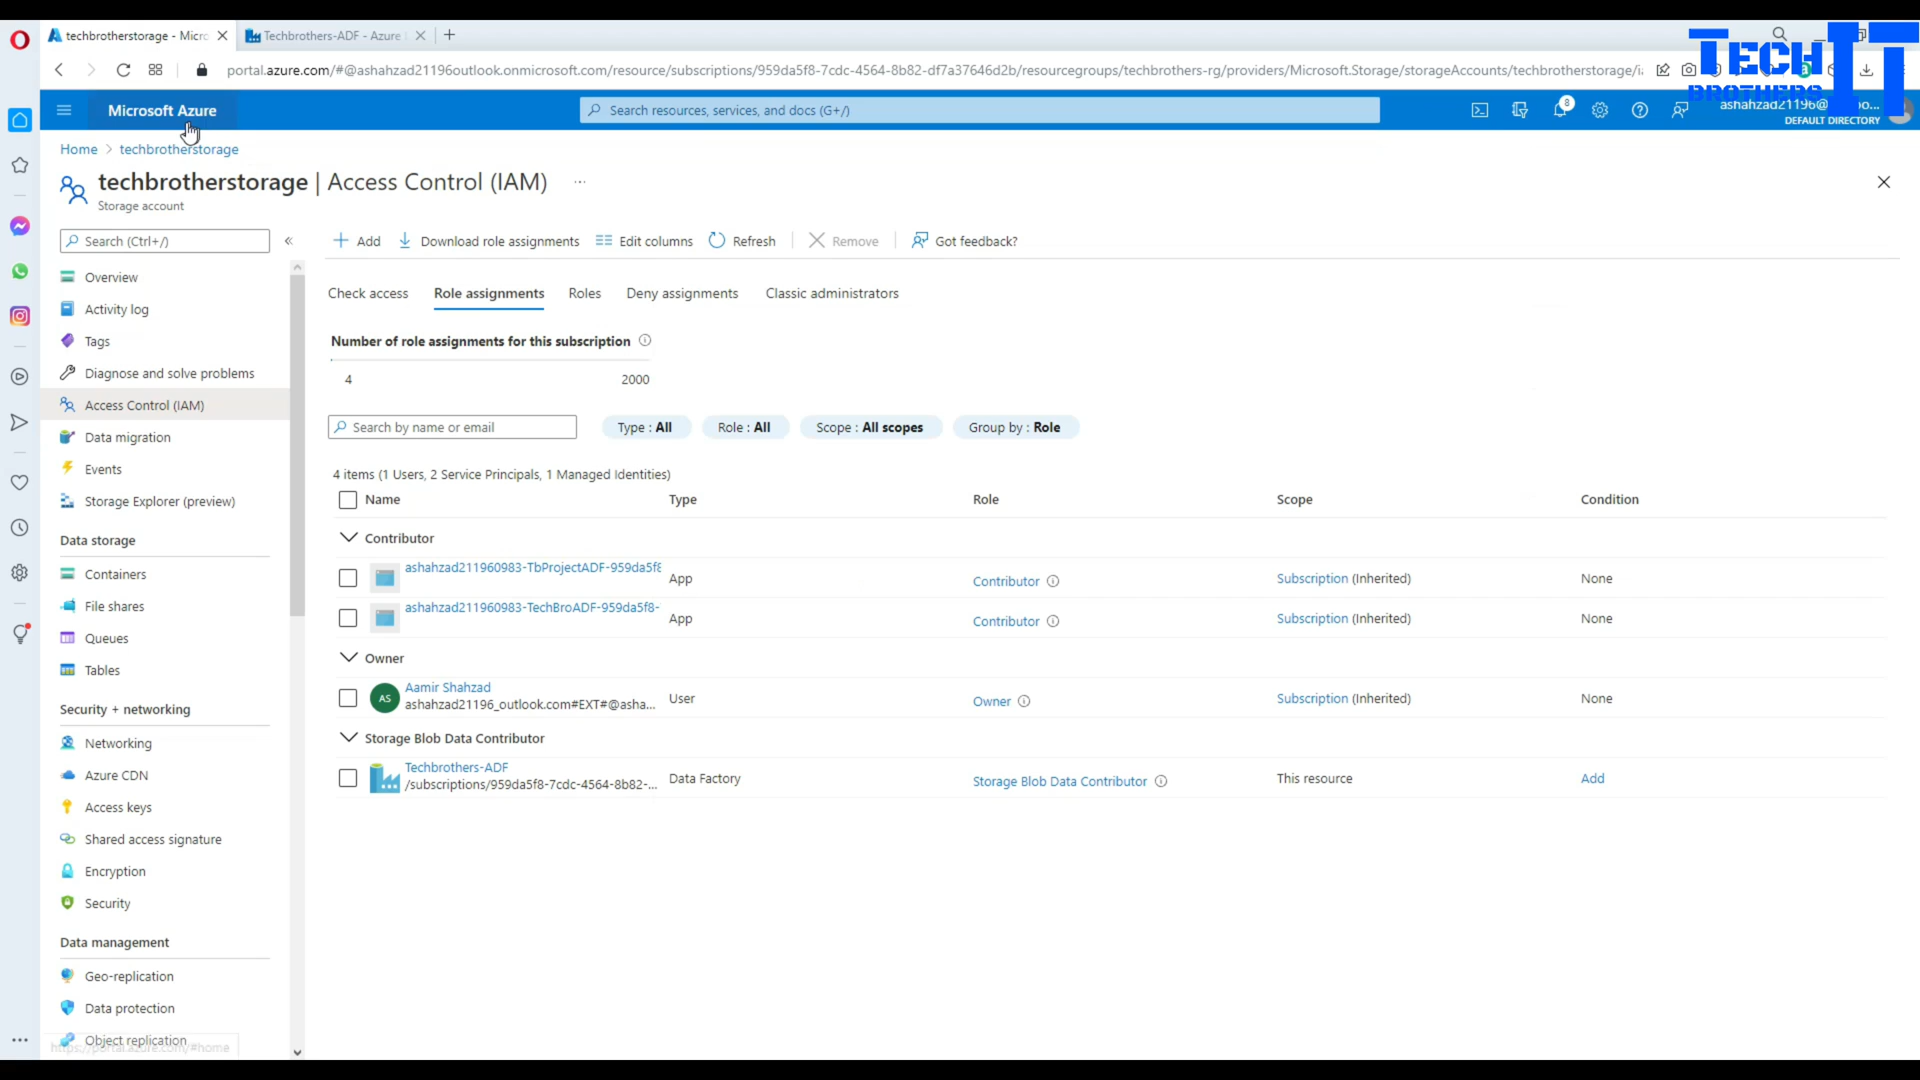 techbrotherstorage - Micro
Techbrothers-ADF - Azure
portal.azure.com/#@ashahzad21196outlook.onmicrosoft.com/resource/subscriptions/959da5f8-7cdc-4564-8b82-df7a37646d2b/resourcegroups/techbrothers-rg/providers/Microsoft.Storage/storageAccounts/techbrotherstorage/i
TECH IT
BROTHERS
Microsoft Azure
Search resources, services, and docs (G+/)
8
ashahzad21196@
DEFAULT DIRECTORY
Home > techbrotherstorage
techbrotherstorage | Access Control (IAM) ...
Storage account
Search (Ctrl+/)
«
Add
Download role assignments
Edit columns
Refresh
Remove
Got feedback?
Overview
Activity log
Tags
Diagnose and solve problems
Access Control (IAM)
Data migration
Events
Storage Explorer (preview)
Data storage
Containers
File shares
Queues
Tables
Security + networking
Networking
Azure CDN
Access keys
Shared access signature
Encryption
Security
Data management
Geo-replication
Data protection
Object replication
https://portal.azure.com/#home
Check access
Role assignments
Roles
Deny assignments
Classic administrators
Number of role assignments for this subscription
4 2000
Search by name or email
Type : All
Role : All
Scope : All scopes
Group by : Role
4 items (1 Users, 2 Service Principals, 1 Managed Identities)
Name Type Role Scope Condition
Contributor
ashahzad211960983-TbProjectADF-959da5f8
App Contributor Subscription (Inherited) None
ashahzad211960983-TechBroADF-959da5f8-
App Contributor Subscription (Inherited) None
Owner
AS
Aamir Shahzad
ashahzad21196_outlook.com#EXT#@asha...
User Owner Subscription (Inherited) None
Storage Blob Data Contributor
Techbrothers-ADF
/subscriptions/959da5f8-7cdc-4564-8b82-...
Data Factory Storage Blob Data Contributor This resource Add